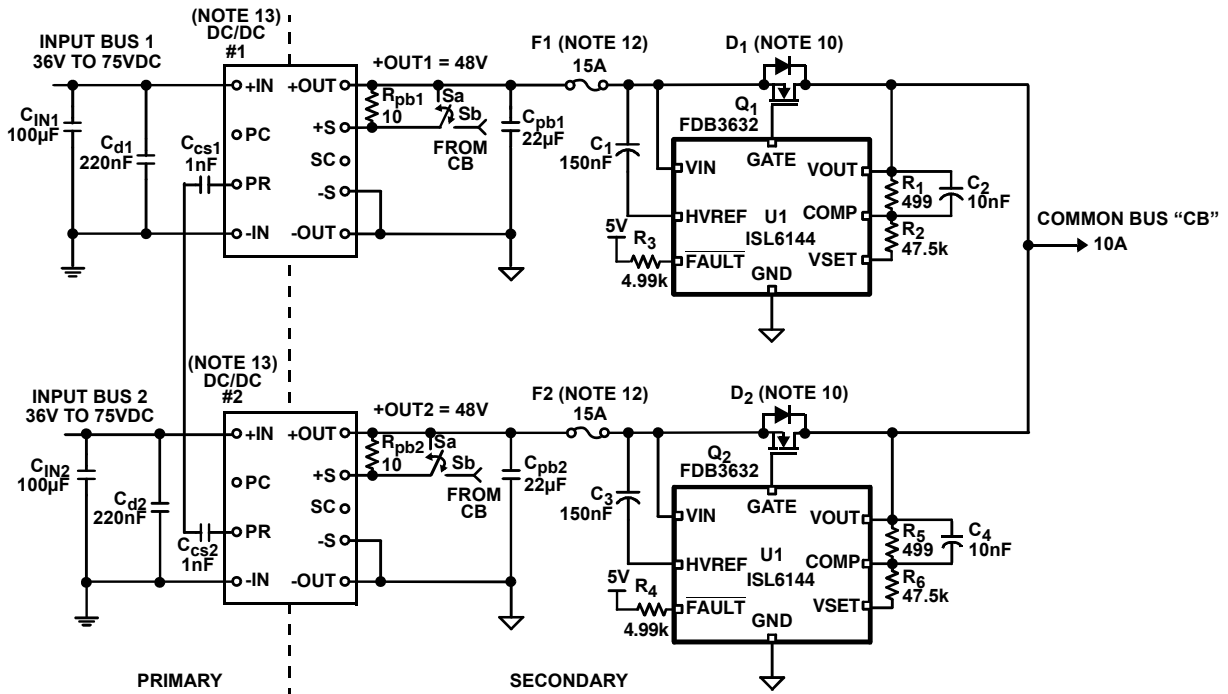 (NOTE 13)
DC/DC
#1
INPUT BUS 1
36V TO 75VDC
+OUT1 = 48V
F1 (NOTE 12)
15A
D1 (NOTE 10)
+IN
+OUT
Rpb1
10
Sa
Sb
FROM
CB
CIN1
100µF
Cd1
220nF
Ccs1
1nF
PC
PR
-IN
+S
SC
-S
-OUT
Cpb1
22µF
C1
150nF
Q1
FDB3632
GATE
VIN
VOUT
HVREF
U1
ISL6144
COMP
5V
R3
4.99k
FAULT
GND
VSET
R1
499
C2
10nF
R2
47.5k
COMMON BUS “CB”
10A
(NOTE 13)
DC/DC
#2
INPUT BUS 2
36V TO 75VDC
+OUT2 = 48V
F2 (NOTE 12)
15A
D2 (NOTE 10)
+IN
+OUT
Rpb2
10
Sa
Sb
FROM
CB
CIN2
100µF
Cd2
220nF
Ccs2
1nF
PC
PR
-IN
+S
SC
-S
-OUT
Cpb2
22µF
C3
150nF
Q2
FDB3632
GATE
VIN
VOUT
HVREF
U1
ISL6144
COMP
5V
R4
4.99k
FAULT
GND
VSET
R5
499
C4
10nF
R6
47.5k
PRIMARY
SECONDARY